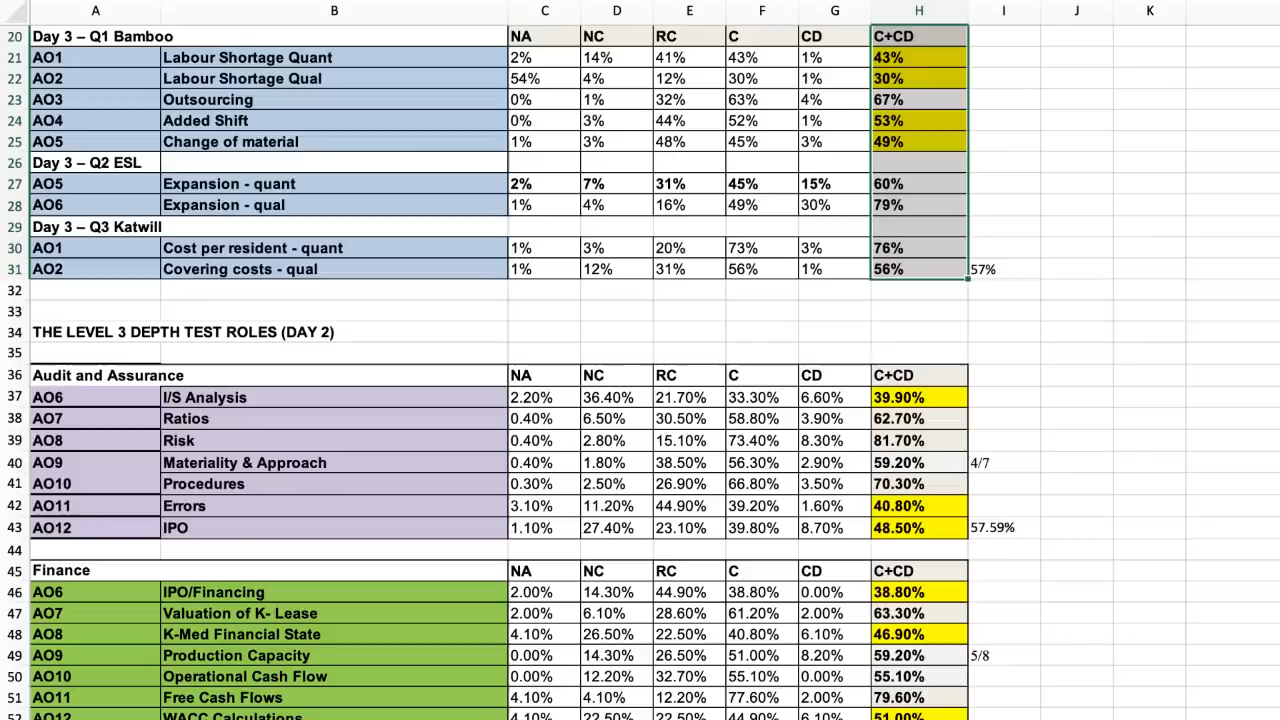 A B C D E F G H I J K
20 Day 3 – Q1 Bamboo NA NC RC C CD C+CD
21 AO1 Labour Shortage Quant 2% 14% 41% 43% 1% 43%
22 AO2 Labour Shortage Qual 54% 4% 12% 30% 1% 30%
23 AO3 Outsourcing 0% 1% 32% 63% 4% 67%
24 AO4 Added Shift 0% 3% 44% 52% 1% 53%
25 AO5 Change of material 1% 3% 48% 45% 3% 49%
26 Day 3 – Q2 ESL
27 AO5 Expansion - quant 2% 7% 31% 45% 15% 60%
28 AO6 Expansion - qual 1% 4% 16% 49% 30% 79%
29 Day 3 – Q3 Katwill
30 AO1 Cost per resident - quant 1% 3% 20% 73% 3% 76%
31 AO2 Covering costs - qual 1% 12% 31% 56% 1% 56% 57%
32
33
34 THE LEVEL 3 DEPTH TEST ROLES (DAY 2)
35
36 Audit and Assurance NA NC RC C CD C+CD
37 AO6 I/S Analysis 2.20% 36.40% 21.70% 33.30% 6.60% 39.90%
38 AO7 Ratios 0.40% 6.50% 30.50% 58.80% 3.90% 62.70%
39 AO8 Risk 0.40% 2.80% 15.10% 73.40% 8.30% 81.70%
40 AO9 Materiality & Approach 0.40% 1.80% 38.50% 56.30% 2.90% 59.20% 4/7
41 AO10 Procedures 0.30% 2.50% 26.90% 66.80% 3.50% 70.30%
42 AO11 Errors 3.10% 11.20% 44.90% 39.20% 1.60% 40.80%
43 AO12 IPO 1.10% 27.40% 23.10% 39.80% 8.70% 48.50% 57.59%
44
45 Finance NA NC RC C CD C+CD
46 AO6 IPO/Financing 2.00% 14.30% 44.90% 38.80% 0.00% 38.80%
47 AO7 Valuation of K- Lease 2.00% 6.10% 28.60% 61.20% 2.00% 63.30%
48 AO8 K-Med Financial State 4.10% 26.50% 22.50% 40.80% 6.10% 46.90%
49 AO9 Production Capacity 0.00% 14.30% 26.50% 51.00% 8.20% 59.20% 5/8
50 AO10 Operational Cash Flow 0.00% 12.20% 32.70% 55.10% 0.00% 55.10%
51 AO11 Free Cash Flows 4.10% 4.10% 12.20% 77.60% 2.00% 79.60%
52 AO12 WACC Calculations 4.10% 22.50% 22.50% 44.90% 6.10% 51.00%